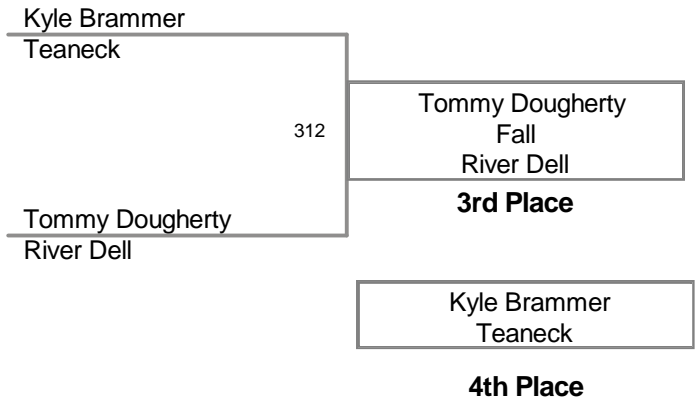 Kyle Brammer
Teaneck
312
Tommy Dougherty
Fall
River Dell
3rd Place
Tommy Dougherty
River Dell
Kyle Brammer
Teaneck
4th Place